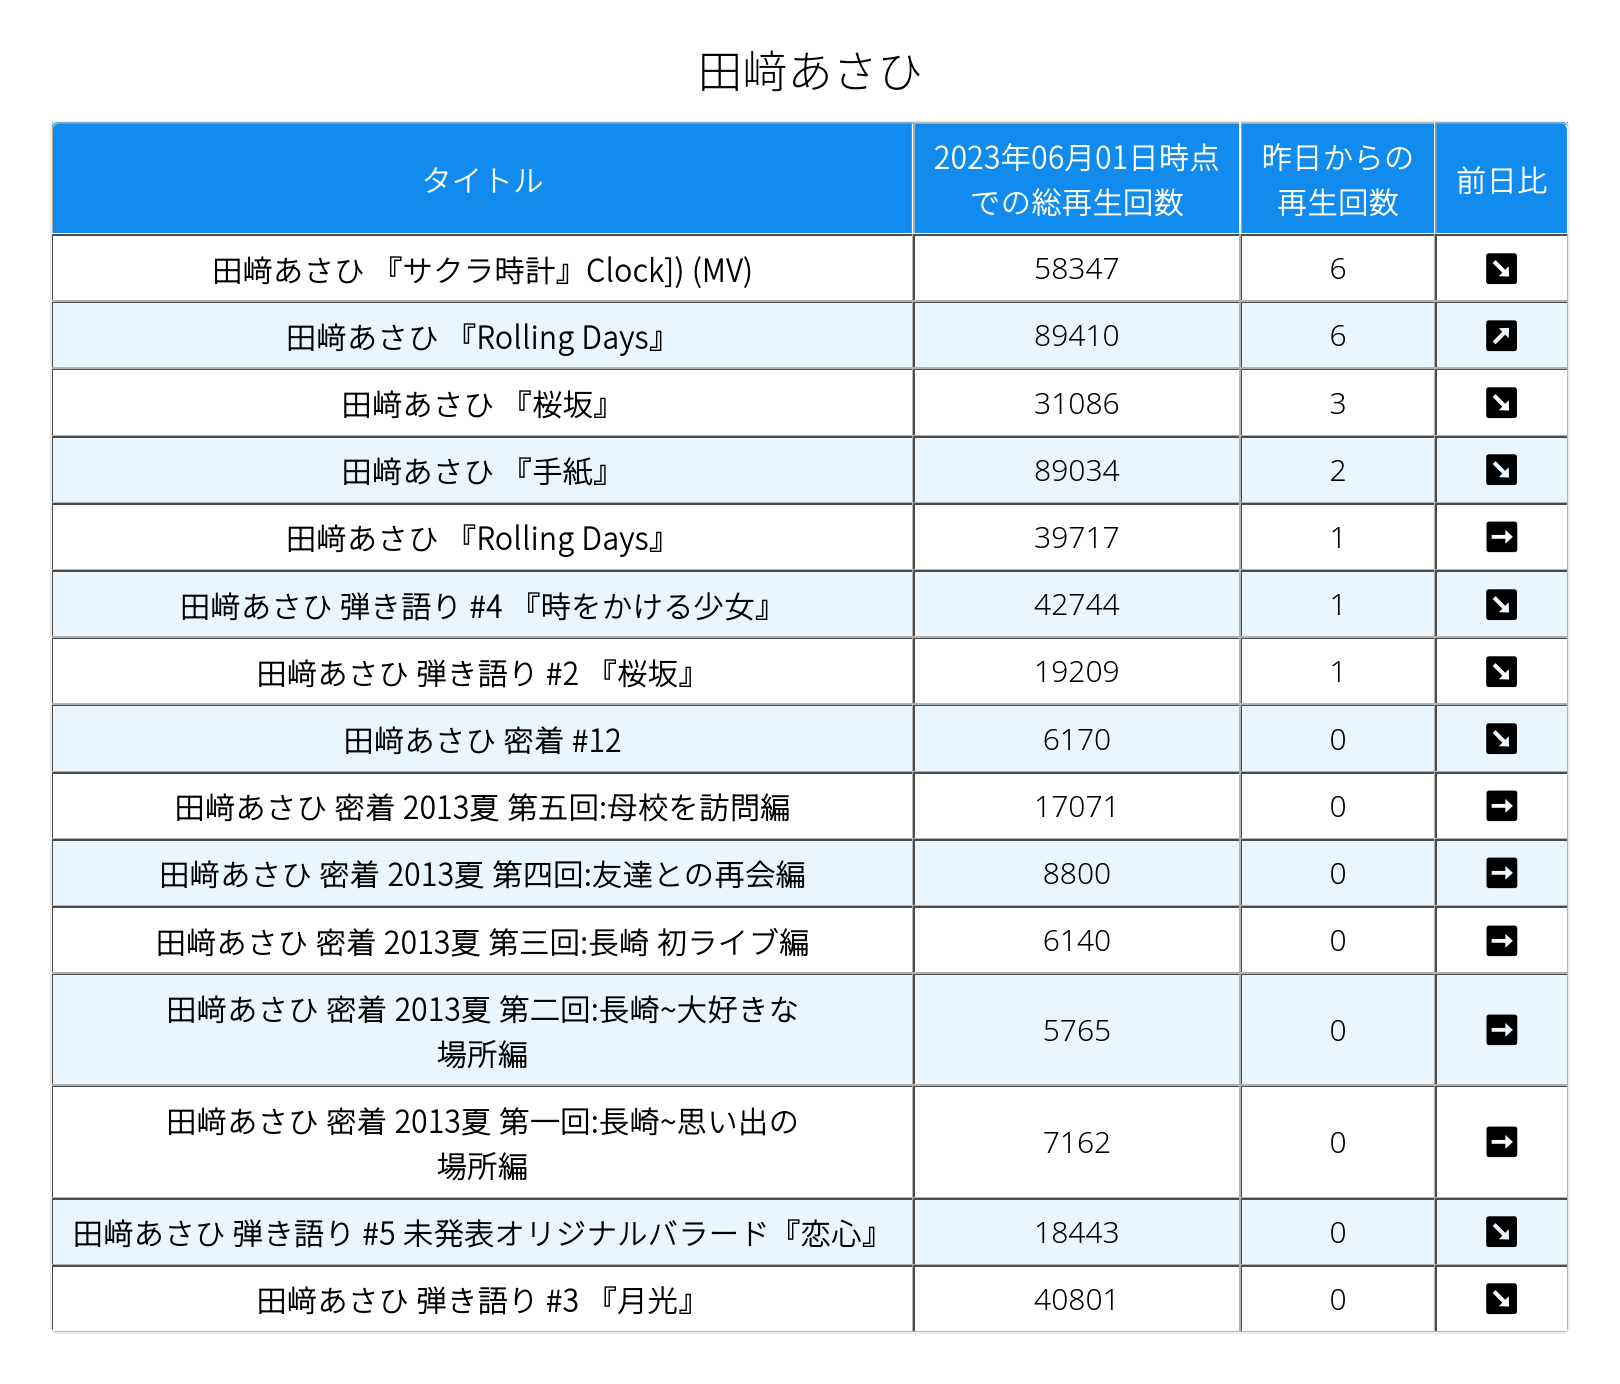 田﨑あさひ
タイトル
2023年06月01日時点
での総再生回数
昨日からの
再生回数
前日比
田﨑あさひ 『サクラ時計』Clock]) (MV) 58347 6 ↘
田﨑あさひ 『Rolling Days』 89410 6 ↗
田﨑あさひ 『桜坂』 31086 3 ↘
田﨑あさひ 『手紙』 89034 2 ↘
田﨑あさひ 『Rolling Days』 39717 1 →
田﨑あさひ 弾き語り #4 『時をかける少女』 42744 1 ↘
田﨑あさひ 弾き語り #2 『桜坂』 19209 1 ↘
田﨑あさひ 密着 #12 6170 0 ↘
田﨑あさひ 密着 2013夏 第五回:母校を訪問編 17071 0 →
田﨑あさひ 密着 2013夏 第四回:友達との再会編 8800 0 →
田﨑あさひ 密着 2013夏 第三回:長崎 初ライブ編 6140 0 →
田﨑あさひ 密着 2013夏 第二回:長崎~大好きな
場所編 5765 0 →
田﨑あさひ 密着 2013夏 第一回:長崎~思い出の
場所編 7162 0 →
田﨑あさひ 弾き語り #5 未発表オリジナルバラード『恋心』 18443 0 ↘
田﨑あさひ 弾き語り #3 『月光』 40801 0 ↘